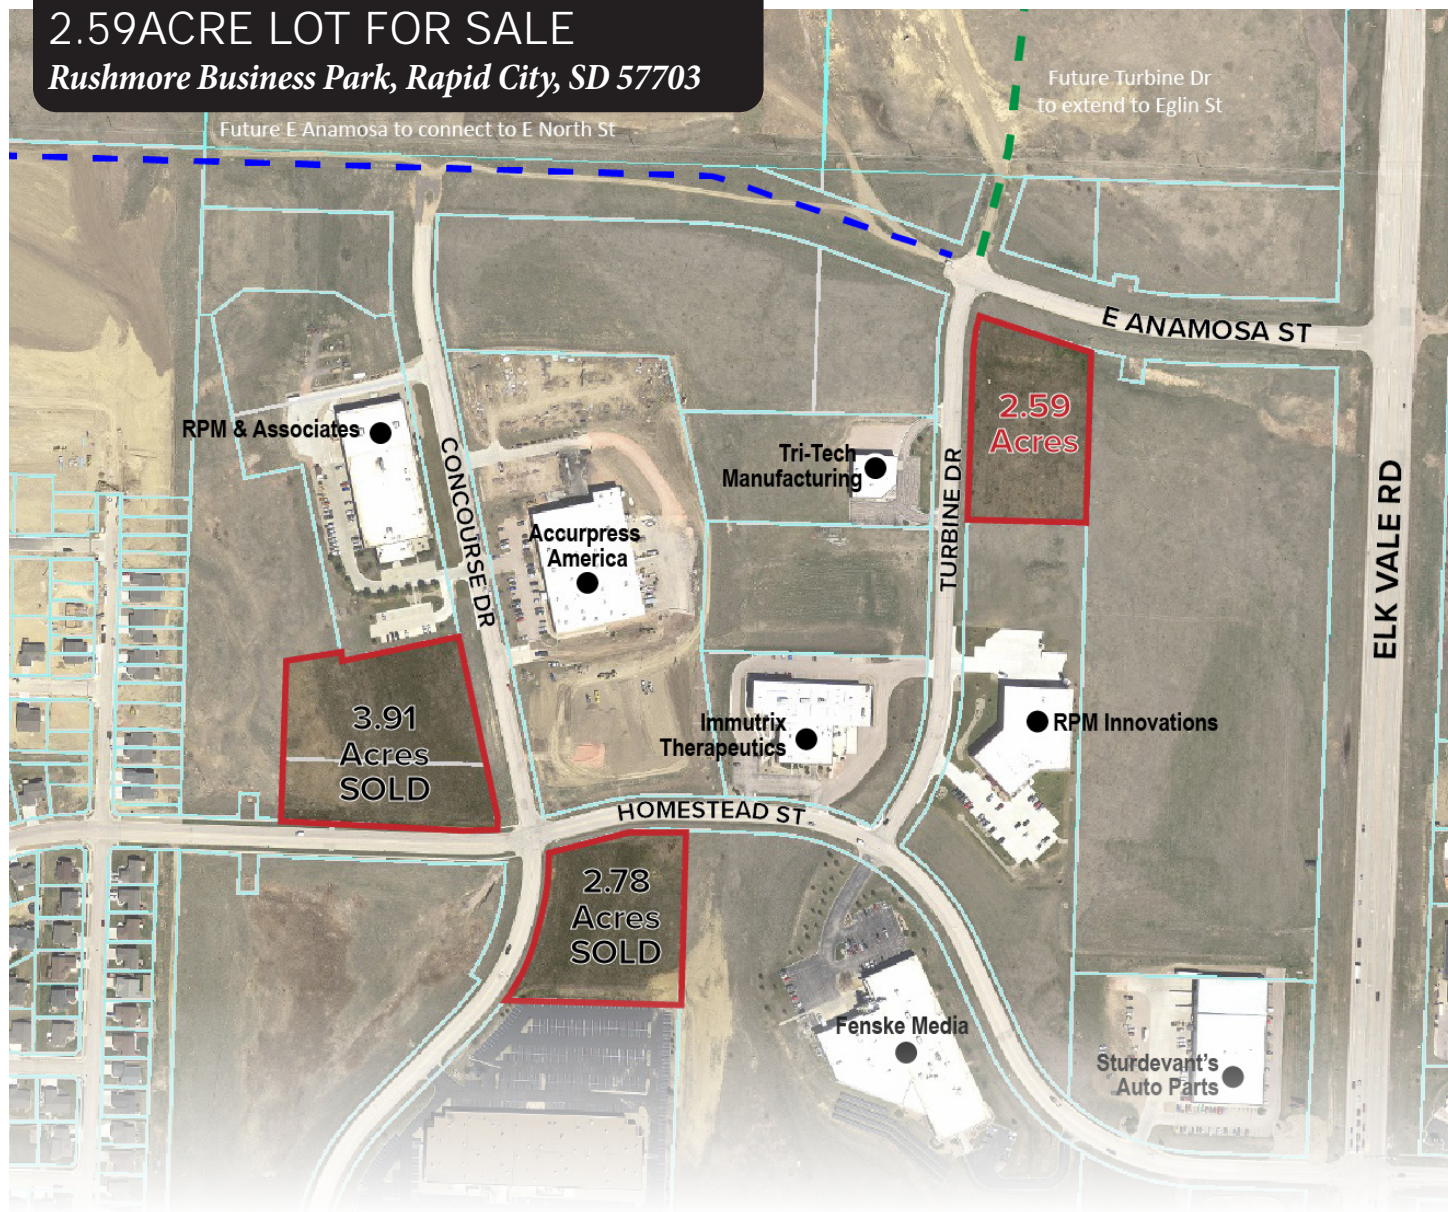 2.59ACRE LOT FOR SALE
Rushmore Business Park, Rapid City, SD 57703
Future Turbine Dr
to extend to Eglin St
Future E Anamosa to connect to E North St
E ANAMOSA ST
2.59
Acres
RPM & Associates
CONCOURSE DR
Tri-Tech
Manufacturing
TURBINE DR
ELK VALE RD
Accurpress
America
3.91
Acres
SOLD
Immutrix
Therapeutics
RPM Innovations
HOMESTEAD ST
2.78
Acres
SOLD
Fenske Media
Sturdevant's
Auto Parts